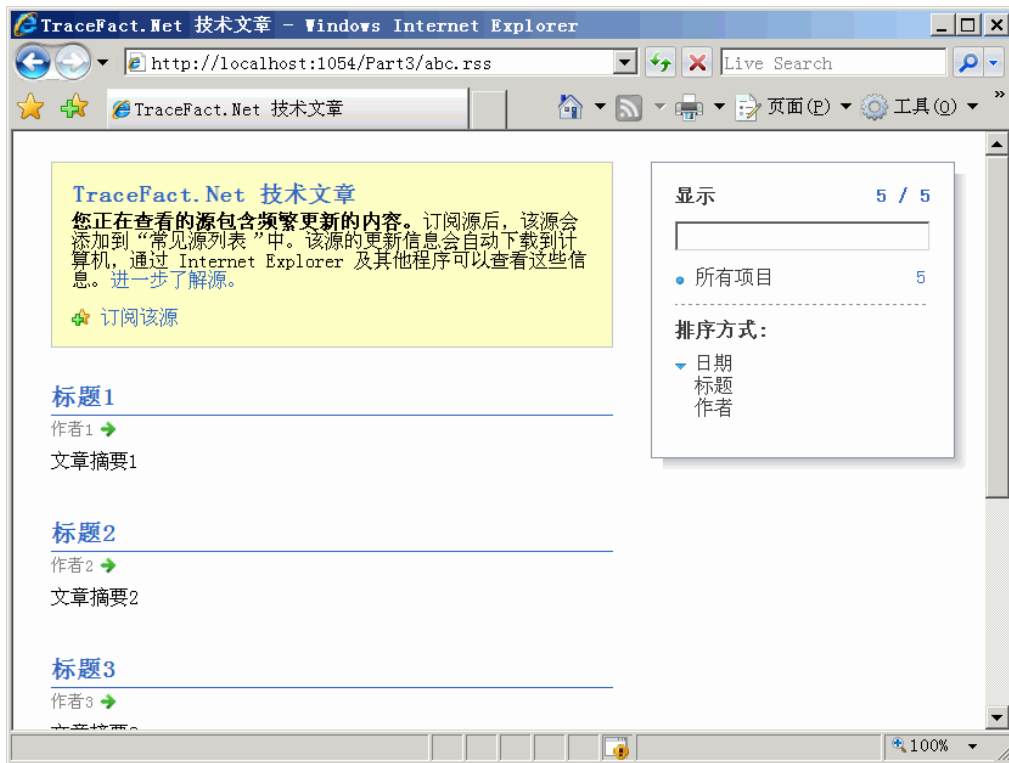 TraceFact.Net 技术文章 - Windows Internet Explorer
http://localhost:1054/Part3/abc.rss
Live Search
TraceFact.Net 技术文章
页面(P)
工具(O)
»
TraceFact.Net 技术文章
您正在查看的源包含频繁更新的内容。订阅源后，该源会
添加到“常见源列表”中。该源的更新信息会自动下载到计
算机，通过 Internet Explorer 及其他程序可以查看这些信
息。进一步了解源。
订阅该源
显示 5 / 5
所有项目 5
排序方式:
日期
标题
作者
标题1
作者1
文章摘要1
标题2
作者2
文章摘要2
标题3
作者3
100%